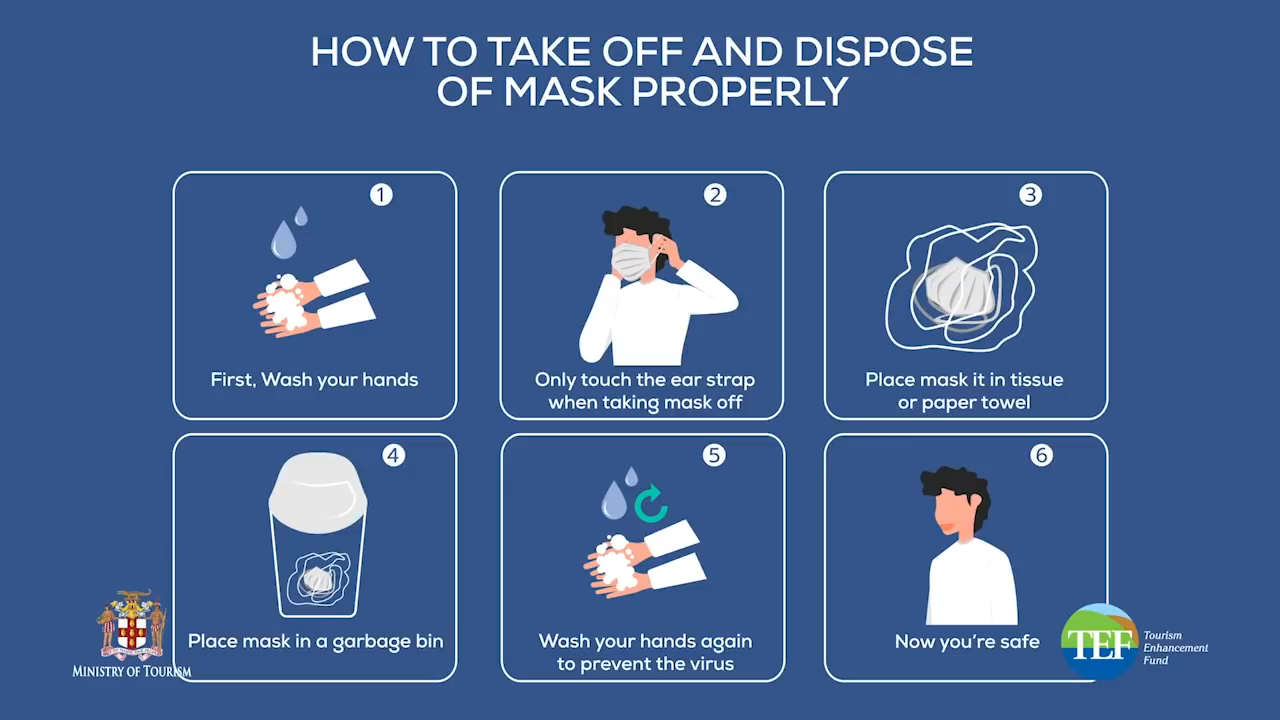 HOW TO TAKE OFF AND DISPOSE
OF MASK PROPERLY
1
First, Wash your hands
2
Only touch the ear strap
when taking mask off
3
Place mask it in tissue
or paper towel
4
Place mask in a garbage bin
5
Wash your hands again
to prevent the virus
6
Now you're safe
MINISTRY OF TOURISM
TEF
Tourism
Enhancement
Fund